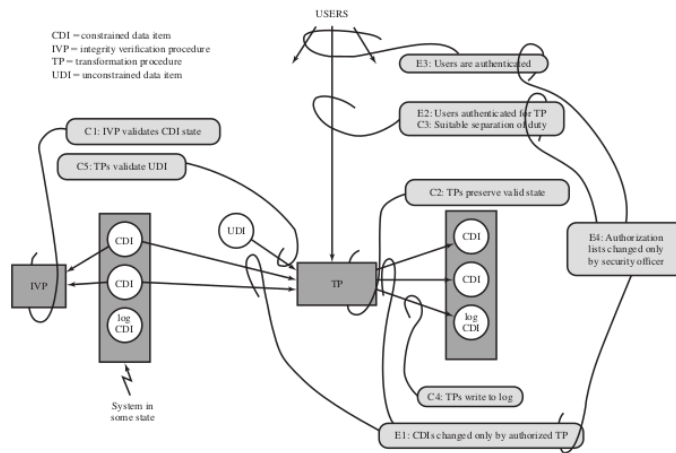 USERS
CDI = constrained data item
IVP = integrity verification procedure
TP = transformation procedure
UDI = unconstrained data item
E3: Users are authenticated
E2: Users authenticated for TP
C3: Suitable separation of duty
C1: IVP validates CDI state
C5: TPs validate UDI
C2: TPs preserve valid state
UDI
CDI
CDI
E4: Authorization
lists changed only
by security officer
IVP
CDI
TP
CDI
log
CDI
log
CDI
C4: TPs write to log
System in
some state
E1: CDIs changed only by authorized TP